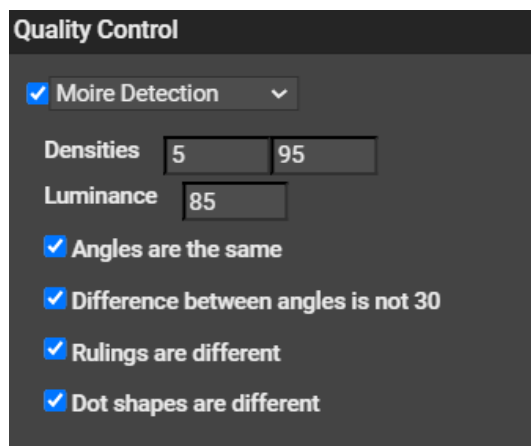 Quality Control
Moire Detection
Densities 5 95
Luminance 85
Angles are the same
Difference between angles is not 30
Rulings are different
Dot shapes are different